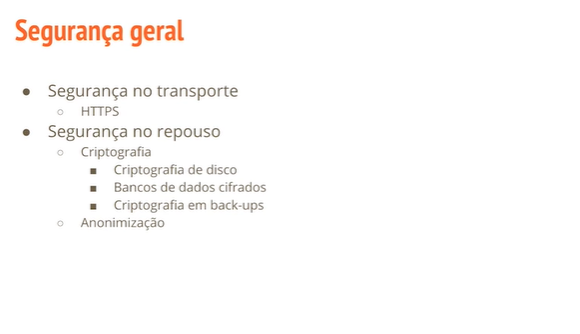 Segurança geral
● Segurança no transporte
○ HTTPS
● Segurança no repouso
○ Criptografia
■ Criptografia de disco
■ Bancos de dados cifrados
■ Criptografia em back-ups
○ Anonimização